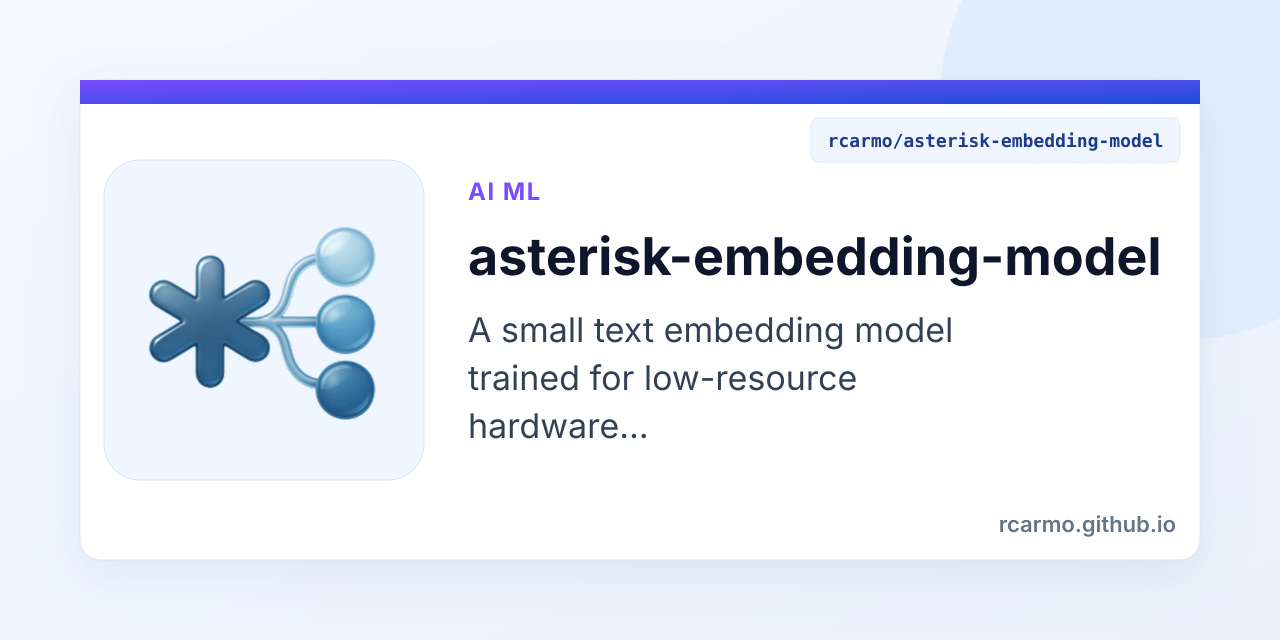 rcarmo/asterisk-embedding-model
AI ML
asterisk-embedding-model
A small text embedding model
trained for low-resource
hardware...
rcarmo.github.io